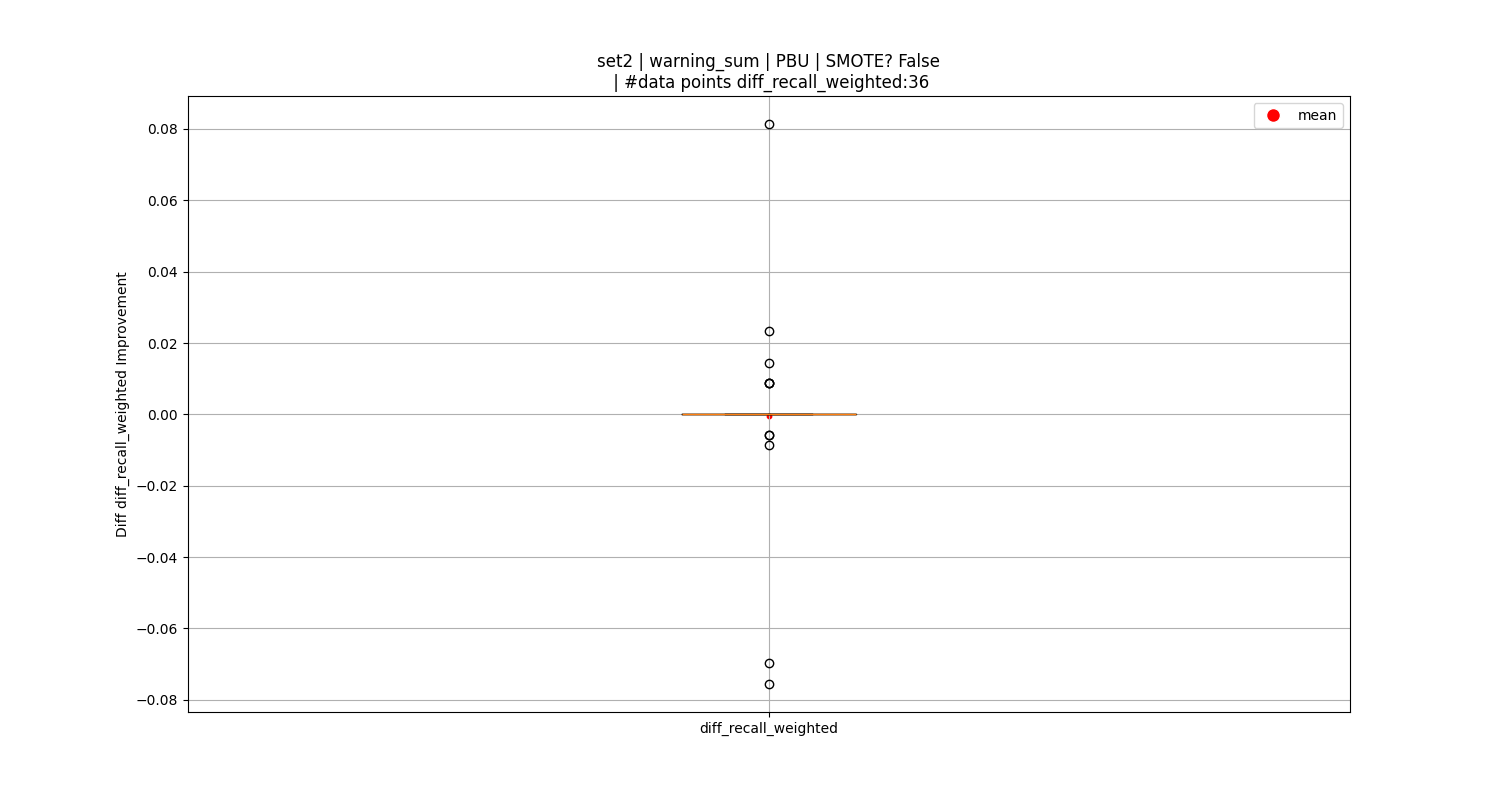 set2 | warning_sum | PBU | SMOTE? False
| #data points diff_recall_weighted:36
mean
0.08
0.06
0.04
0.02
0.00
−0.02
−0.04
−0.06
−0.08
Diff diff_recall_weighted Improvement
diff_recall_weighted